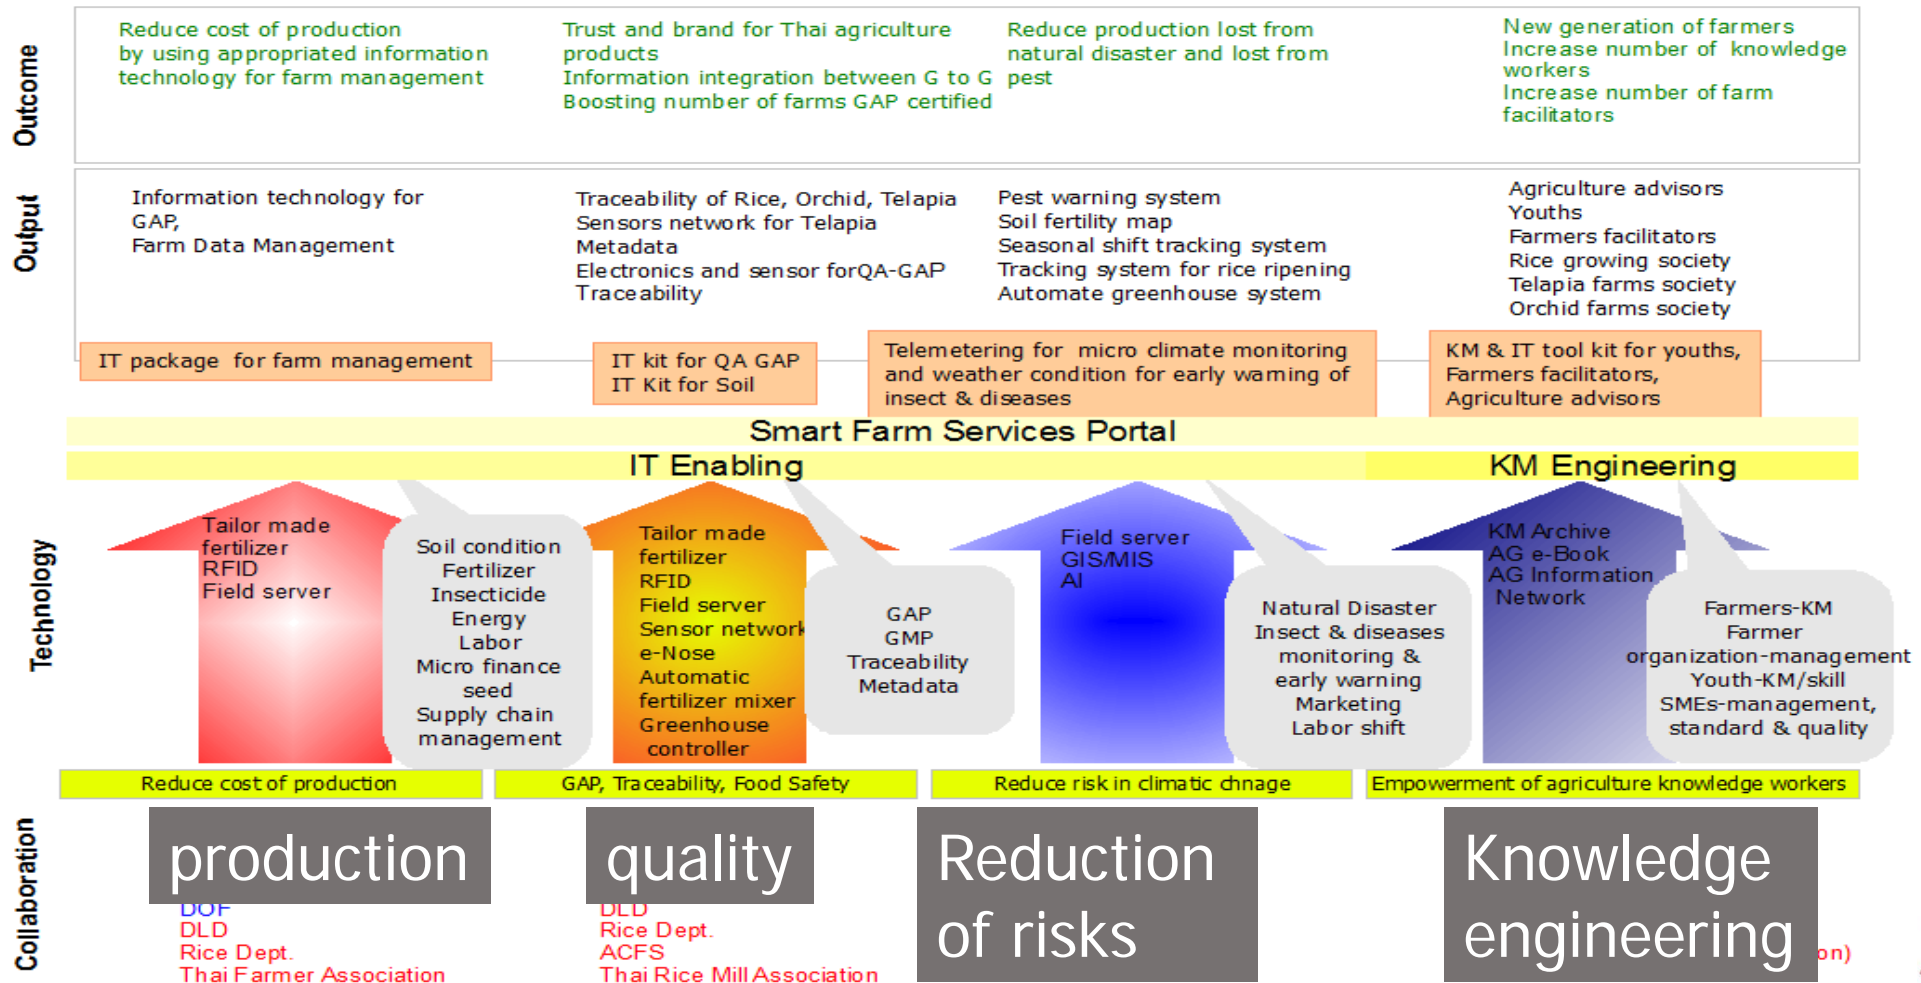 Outcome
Reduce cost of production
by using appropriated information
technology for farm management
Trust and brand for Thai agriculture
products
Information integration between G to G
Boosting number of farms GAP certified
Reduce production lost from
natural disaster and lost from
pest
New generation of farmers
Increase number of knowledge
workers
Increase number of farm
facilitators
Output
Information technology for
GAP,
Farm Data Management
Traceability of Rice, Orchid, Telapia
Sensors network for Telapia
Metadata
Electronics and sensor forQA-GAP
Traceability
Pest warning system
Soil fertility map
Seasonal shift tracking system
Tracking system for rice ripening
Automate greenhouse system
Agriculture advisors
Youths
Farmers facilitators
Rice growing society
Telapia farms society
Orchid farms society
IT package for farm management
IT kit for QA GAP
IT Kit for Soil
Telemetering for micro climate monitoring
and weather condition for early warning of
insect & diseases
KM & IT tool kit for youths,
Farmers facilitators,
Agriculture advisors
Smart Farm Services Portal
IT Enabling
KM Engineering
Technology
Tailor made
fertilizer
RFID
Field server
Soil condition
Fertilizer
Insecticide
Energy
Labor
Micro finance
seed
Supply chain
management
Tailor made
fertilizer
RFID
Field server
Sensor network
e-Nose
Automatic
fertilizer mixer
Greenhouse
controller
GAP
GMP
Traceability
Metadata
Field server
GIS/MIS
AI
Natural Disaster
Insect & diseases
monitoring &
early warning
Marketing
Labor shift
KM Archive
AG e-Book
AG Information
Network
Farmers-KM
Farmer
organization-management
Youth-KM/skill
SMEs-management,
standard & quality
Reduce cost of production
GAP, Traceability, Food Safety
Reduce risk in climatic chnage
Empowerment of agriculture knowledge workers
Collaboration
production
DOF
DLD
Rice Dept.
Thai Farmer Association
quality
DLD
Rice Dept.
ACFS
Thai Rice Mill Association
Reduction
of risks
Knowledge
engineering
on)